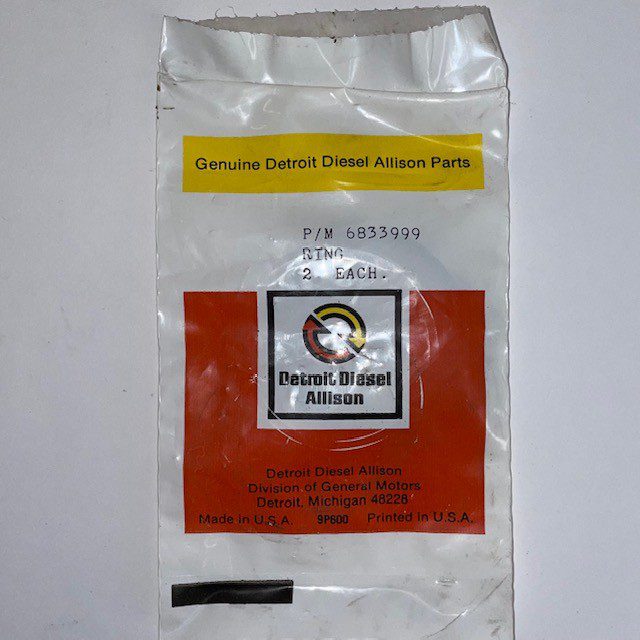 Genuine Detroit Diesel Allison Parts
P/M 6833999
RING
2 EACH.
Detroit Diesel
Allison
Detroit Diesel Allison
Division of General Motors
Detroit, Michigan 48228
Made in U.S.A. 9P600 Printed in U.S.A.